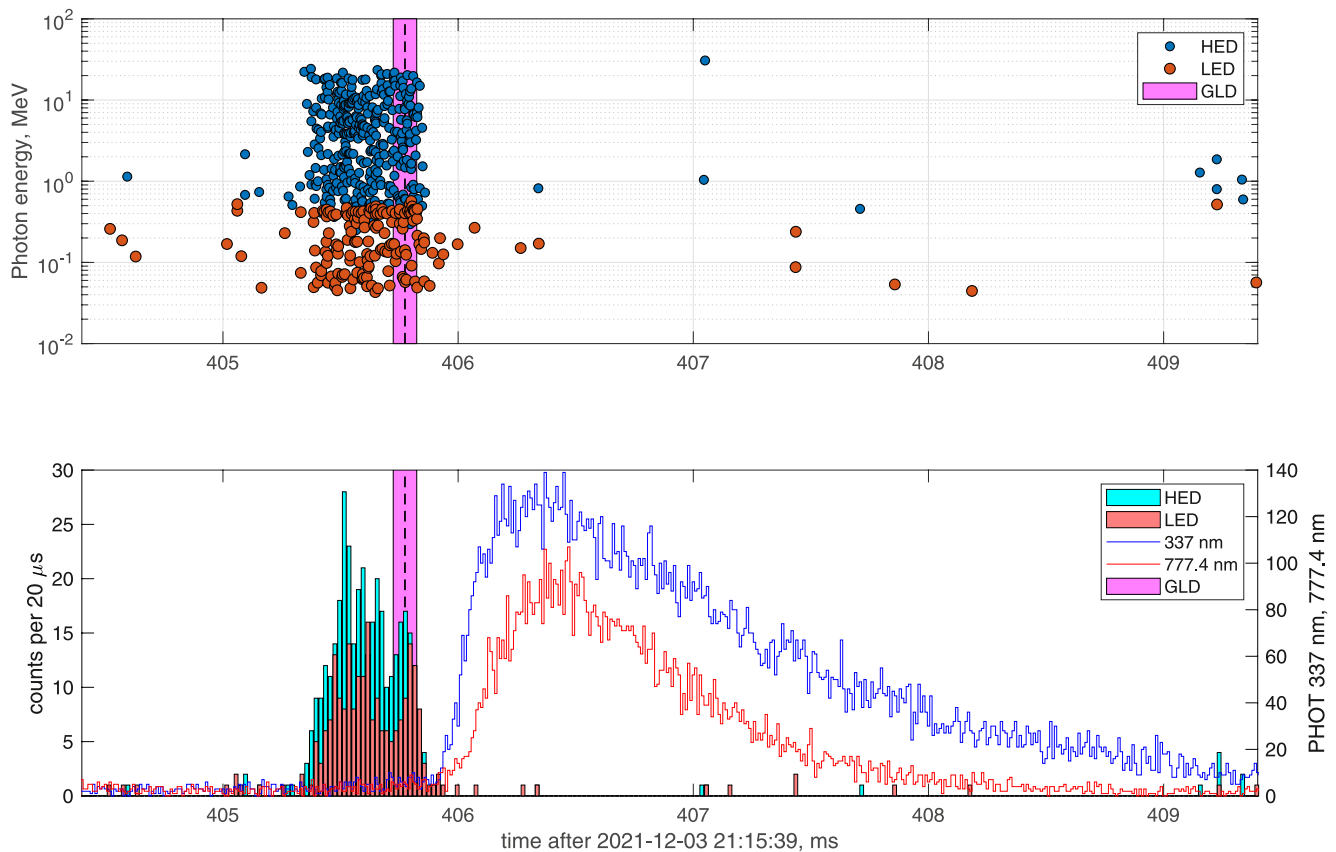 Photon energy, MeV
10^2
10^1
10^0
10^-1
10^-2
HED
LED
GLD
405
406
407
408
409
counts per 20 μs
30
25
20
15
10
5
0
HED
LED
337 nm
777.4 nm
GLD
140
120
100
80
60
40
20
0
PHOT 337 nm, 777.4 nm
405
406
407
408
409
time after 2021-12-03 21:15:39, ms